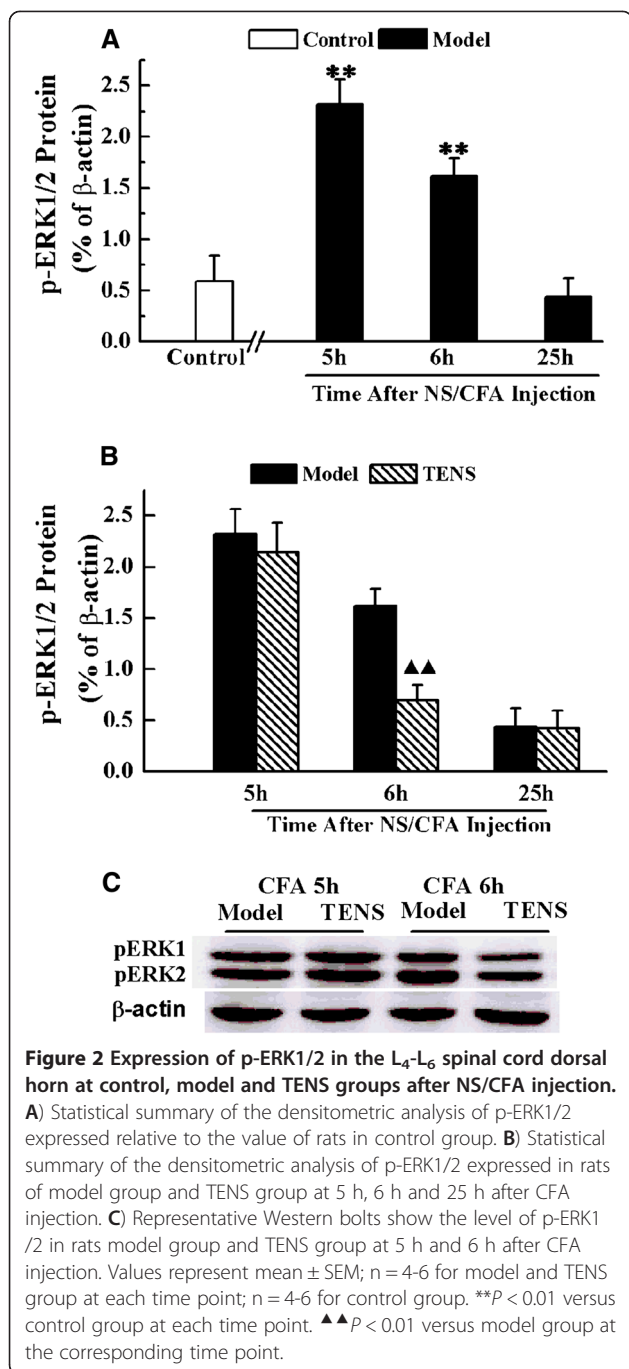 A
Control Model
p-ERK1/2 Protein
(% of β-actin)
2.5
2.0
1.5
1.0
0.5
0.0
**
**
Control
5h 6h 25h
Time After NS/CFA Injection
B
Model TENS
p-ERK1/2 Protein
(% of β-actin)
2.5
2.0
1.5
1.0
0.5
0.0
▲▲
5h 6h 25h
Time After NS/CFA Injection
C
CFA 5h CFA 6h
Model TENS Model TENS
pERK1
pERK2
β-actin
Figure 2 Expression of p-ERK1/2 in the L4-L6 spinal cord dorsal
horn at control, model and TENS groups after NS/CFA injection.
A) Statistical summary of the densitometric analysis of p-ERK1/2
expressed relative to the value of rats in control group. B) Statistical
summary of the densitometric analysis of p-ERK1/2 expressed in rats
of model group and TENS group at 5 h, 6 h and 25 h after CFA
injection. C) Representative Western bolts show the level of p-ERK1
/2 in rats model group and TENS group at 5 h and 6 h after CFA
injection. Values represent mean ± SEM; n = 4-6 for model and TENS
group at each time point; n = 4-6 for control group. **P < 0.01 versus
control group at each time point. ▲▲P < 0.01 versus model group at
the corresponding time point.